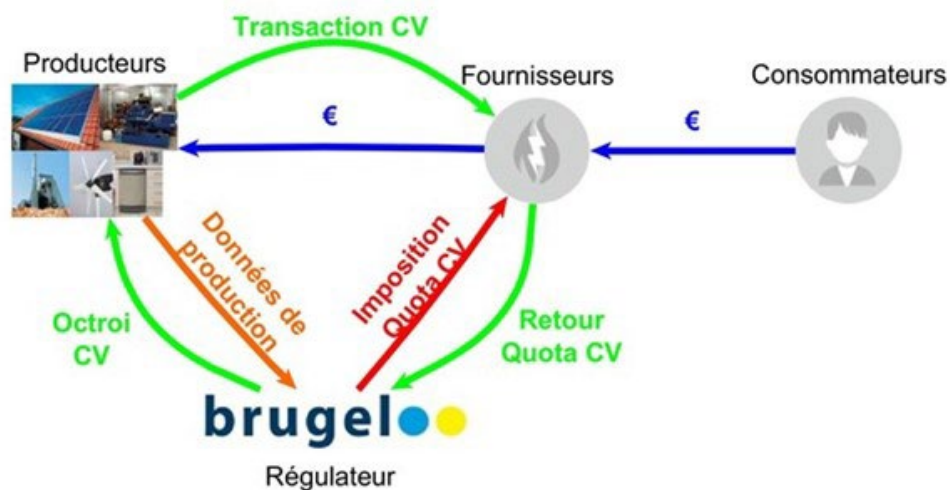 Transaction CV
Producteurs
Fournisseurs
Consommateurs
€
€
Données de
production
Imposition
Quota CV
Octroi
CV
Retour
Quota CV
brugel
Régulateur